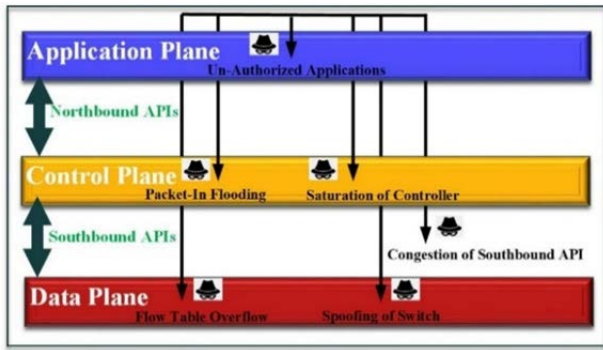 Application Plane
Un-Authorized Applications
Northbound APIs
Control Plane
Packet-In Flooding
Saturation of Controller
Southbound APIs
Congestion of Southbound API
Data Plane
Flow Table Overflow
Spoofing of Switch